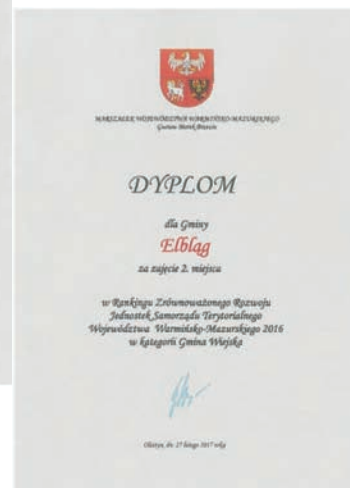 MARSZAŁEK WOJEWÓDZTWA WARMIŃSKO-MAZURSKIEGO
Gustaw Marek Brzezin
DYPLOM
dla Gminy
Elbląg
za zajęcie 2. miejsca
w Rankingu Zrównoważonego Rozwoju
Jednostek Samorządu Terytorialnego
Województwa Warmińsko-Mazurskiego 2016
w kategorii Gmina Wiejska
Olsztyn, dn. 27 lutego 2017 roku